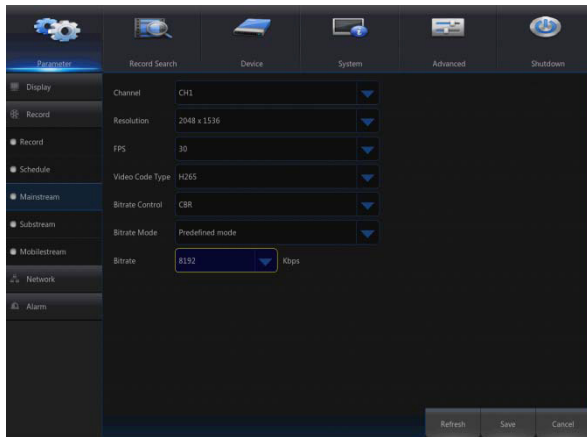 Parameter Record Search Device System Advanced Shutdown
Display
Record
Record
Schedule
Mainstream
Substream
Mobilestream
Network
Alarm
Channel CH1
Resolution 2048 x 1536
FPS 30
Video Code Type H265
Bitrate Control CBR
Bitrate Mode Predefined mode
Bitrate 8192 Kbps
Refresh Save Cancel